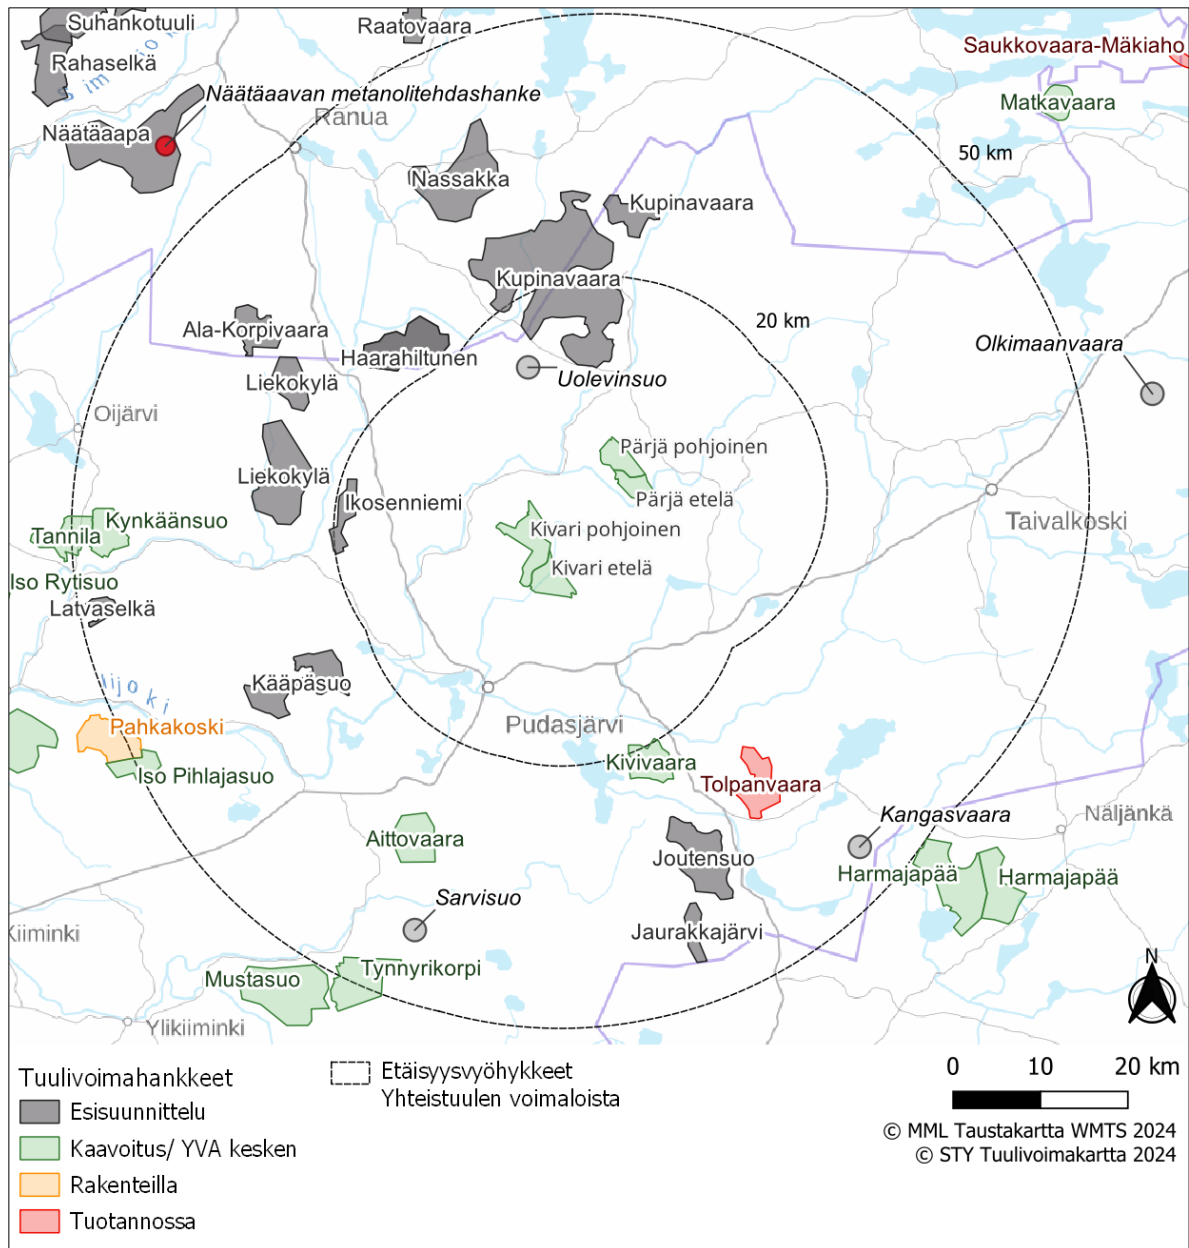 Suhankotuuli
Raatovaara
Saukkovaara-Mäkiaho
Rahaselkä
Näätäaavan metanolitehdashanke
Matkavaara
Ranua
Näätäaapa
50 km
Nassakka
Kupinavaara
Kupinavaara
20 km
Ala-Korpivaara
Olkimaanvaara
Haarahiltunen
Uolevinsuo
Liekokylä
Oijärvi
Pärjä pohjoinen
Liekokylä
Pärjä etelä
Ikosenniemi
Kynkäänsuo
Taivalkoski
Tannila
Kivari pohjoinen
Kivari etelä
Iso Rytisuo
Latvaselkä
Iijoki
Kääpäsuo
Pahkakoski
Pudasjärvi
Iso Pihlajasuo
Kivivaara
Tolpanvaara
Kangasvaara
Näljänkä
Aittovaara
Joutensuo
Harmajapää
Harmajapää
Sarvisuo
Kiiminki
Jaurakkajärvi
Mustasuo
Tynnyrikorpi
N
Ylikiiminki
Tuulivoimahankkeet
Esisuunnittelu
Kaavoitus/ YVA kesken
Rakenteilla
Tuotannossa
Etäisyysvyöhykkeet
Yhteistuulen voimaloista
0 10 20 km
© MML Taustakartta WMTS 2024
© STY Tuulivoimakartta 2024